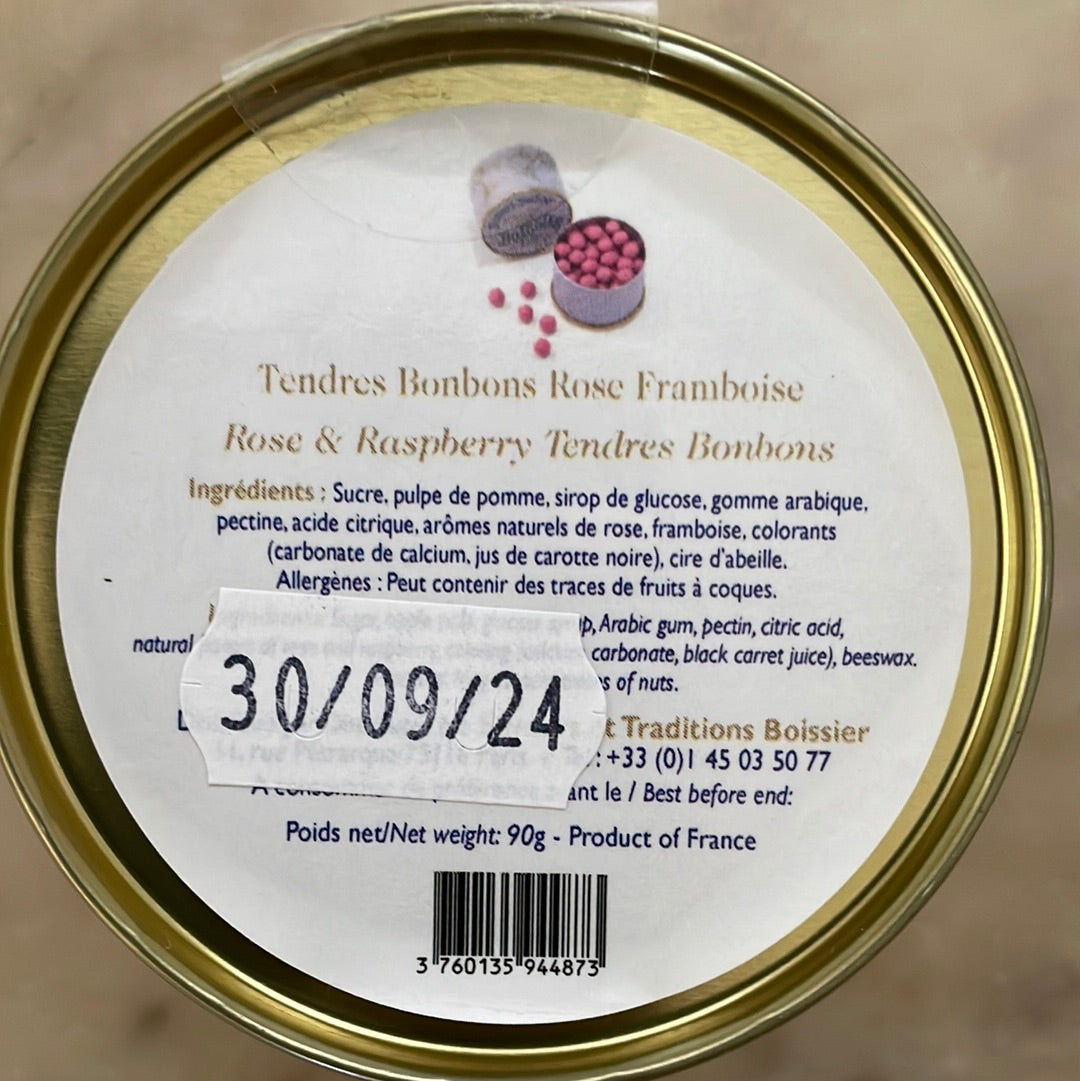 Tendres Bonbons Rose Framboise
Rose & Raspberry Tendres Bonbons
Ingrédients : Sucre, pulpe de pomme, sirop de glucose, gomme arabique,
pectine, acide citrique, arômes naturels de rose, framboise, colorants
(carbonate de calcium, jus de carotte noire), cire d'abeille.
Allergènes : Peut contenir des traces de fruits à coques.
p, Arabic gum, pectin, citric acid,
natural carbonate, black carret juice), beeswax.
s of nuts.
30/09/24
t Traditions Boissier
: +33 (0)1 45 03 50 77
ant le / Best before end:
Poids net/Net weight: 90g - Product of France
3 760135 944873